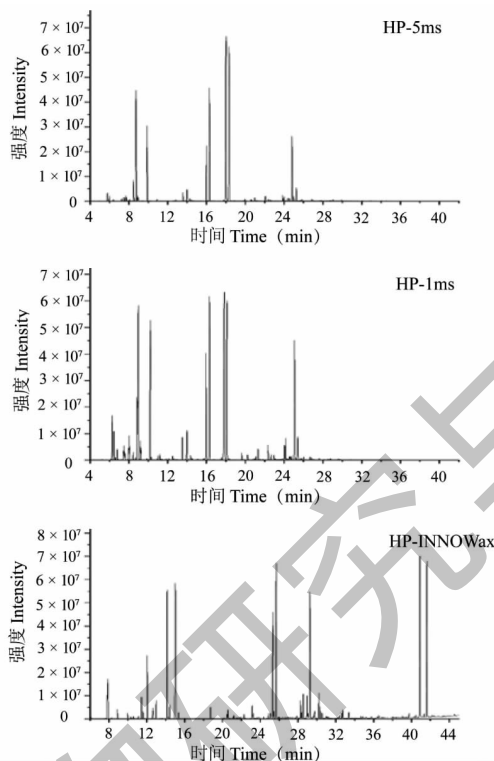 HP-5ms
7 × 10⁷
6 × 10⁷
5 × 10⁷
4 × 10⁷
3 × 10⁷
2 × 10⁷
1 × 10⁷
0
强度 Intensity
4 8 12 16 20 24 28 32 36 40
时间 Time（min）
HP-1ms
7 × 10⁷
6 × 10⁷
5 × 10⁷
4 × 10⁷
3 × 10⁷
2 × 10⁷
1 × 10⁷
0
强度 Intensity
4 8 12 16 20 24 28 32 36 40
时间 Time（min）
HP-INNOWax
8 × 10⁷
7 × 10⁷
6 × 10⁷
5 × 10⁷
4 × 10⁷
3 × 10⁷
2 × 10⁷
1 × 10⁷
0
强度 Intensity
8 12 16 20 24 28 32 36 40 44
时间 Time（min）
研究